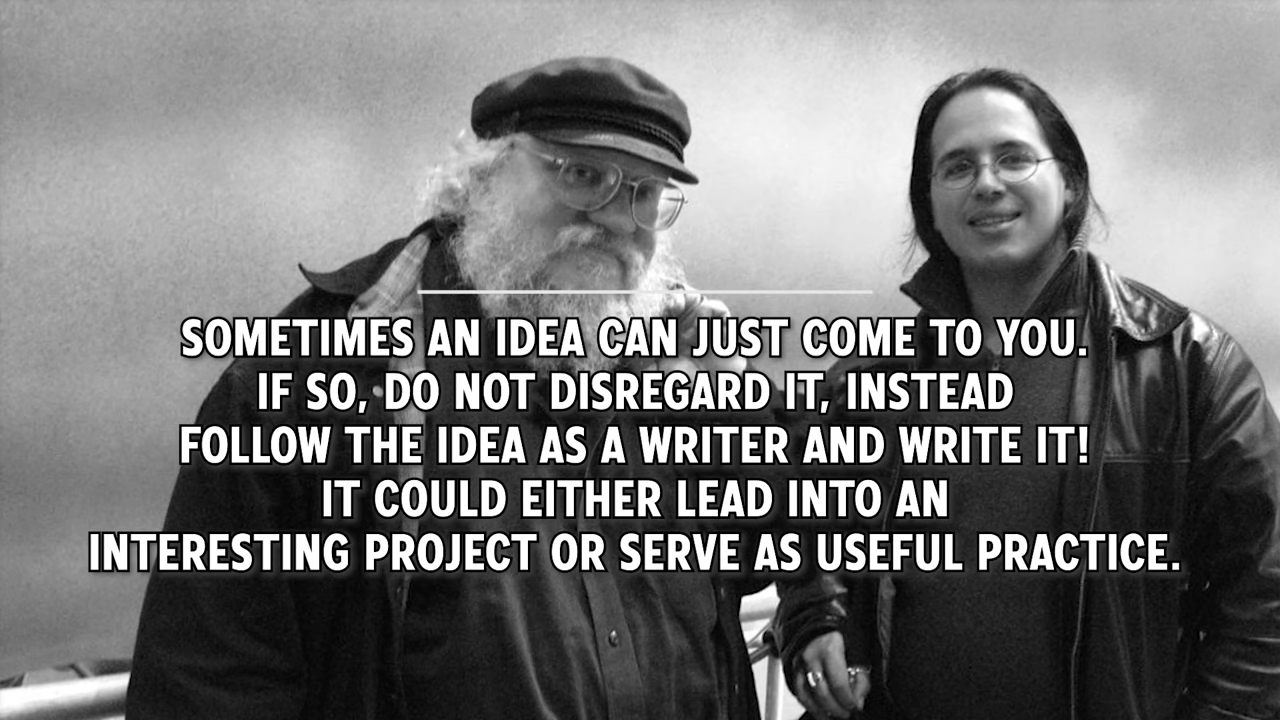 SOMETIMES AN IDEA CAN JUST COME TO YOU.
IF SO, DO NOT DISREGARD IT, INSTEAD
FOLLOW THE IDEA AS A WRITER AND WRITE IT!
IT COULD EITHER LEAD INTO AN
INTERESTING PROJECT OR SERVE AS USEFUL PRACTICE.